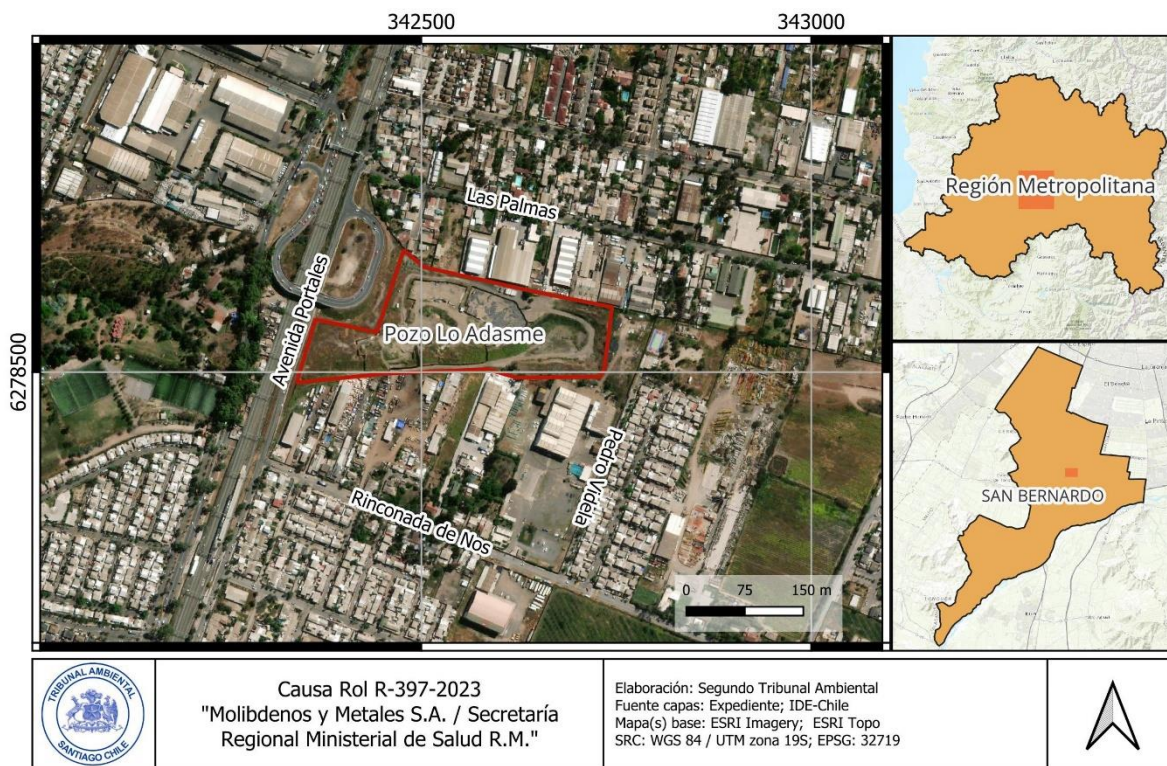 342500
343000
6278500
Las Palmas
Avenida Portales
Pozo Lo Adasme
Pedro Videla
Rinconada de Nos
0 75 150 m
Región Metropolitana
SAN BERNARDO
TRIBUNAL AMBIENTAL
SANTIAGO CHILE
Causa Rol R-397-2023
"Molibdenos y Metales S.A. / Secretaría
Regional Ministerial de Salud R.M."
Elaboración: Segundo Tribunal Ambiental
Fuente capas: Expediente; IDE-Chile
Mapa(s) base: ESRI Imagery; ESRI Topo
SRC: WGS 84 / UTM zona 19S; EPSG: 32719